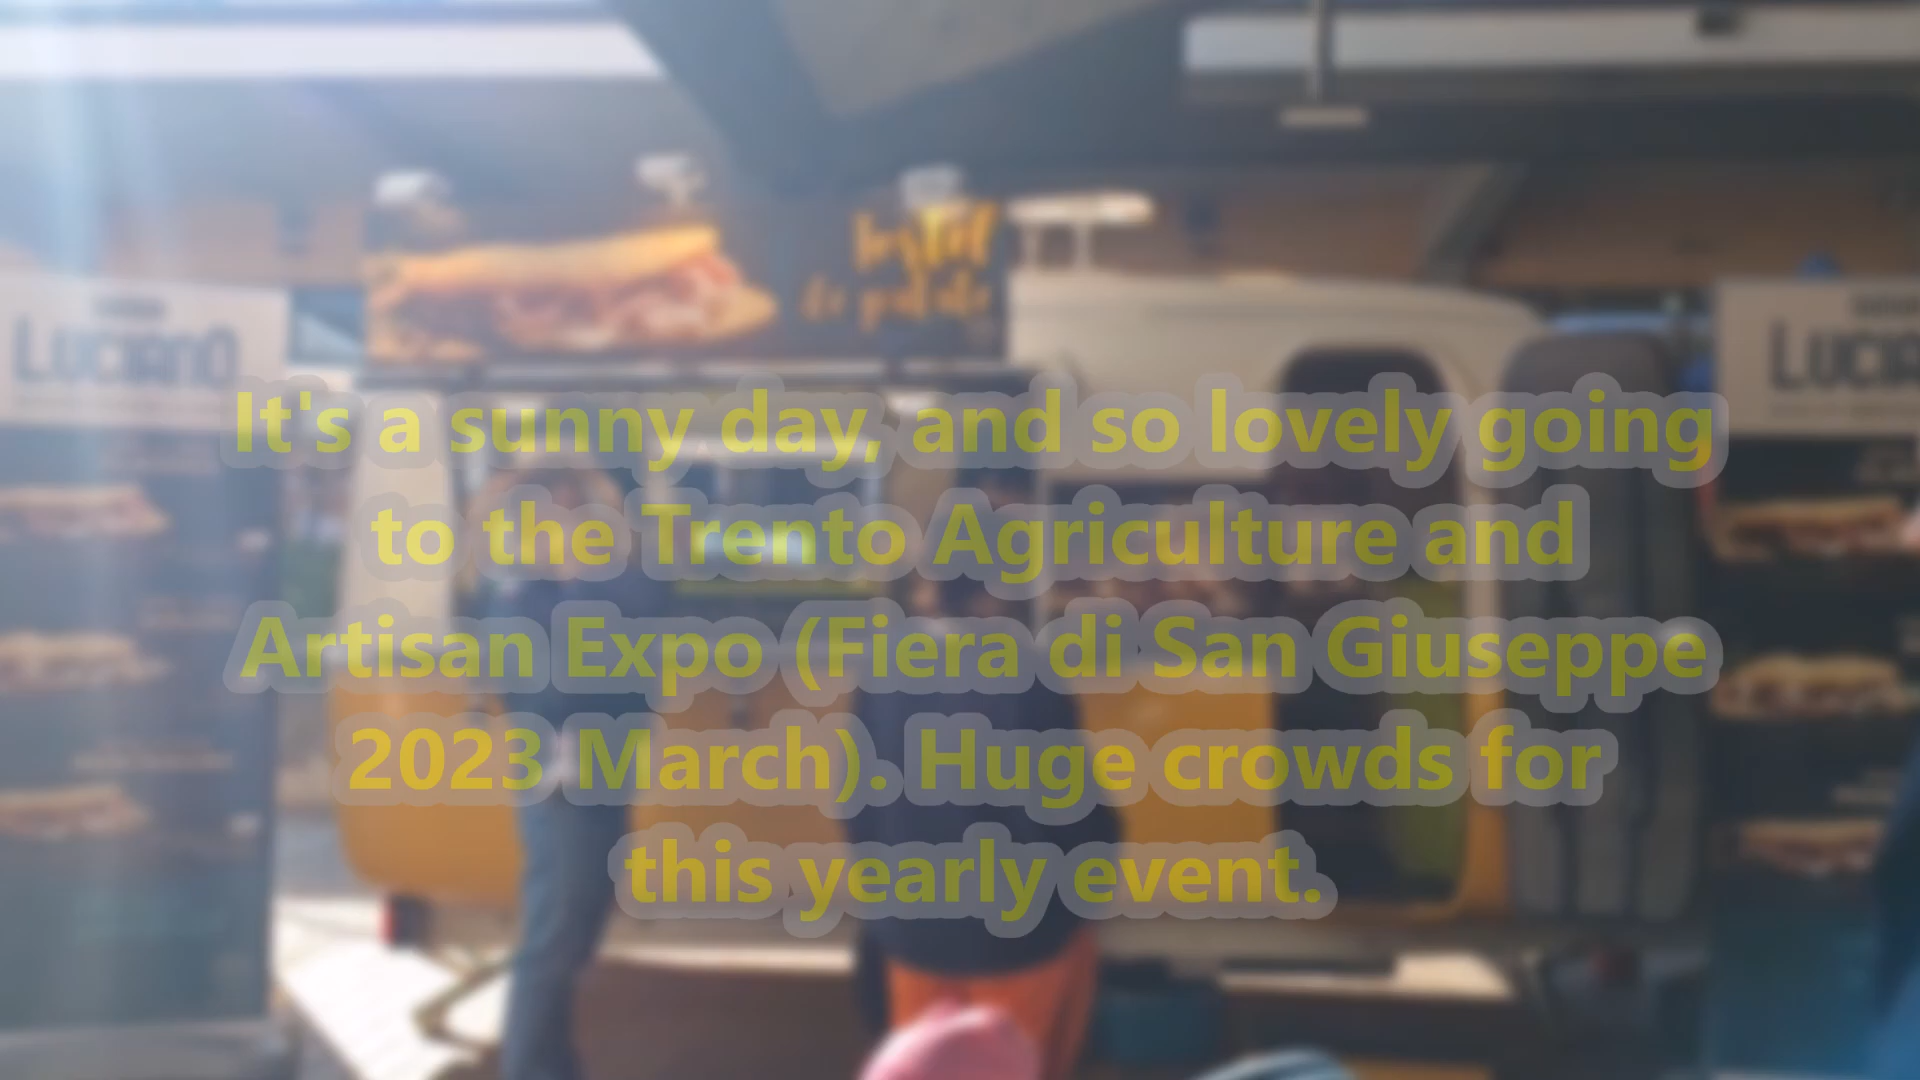 LUCIANO
It's a sunny day, and so lovely going
to the Trento Agriculture and
Artisan Expo (Fiera di San Giuseppe
2023 March). Huge crowds for
this yearly event.